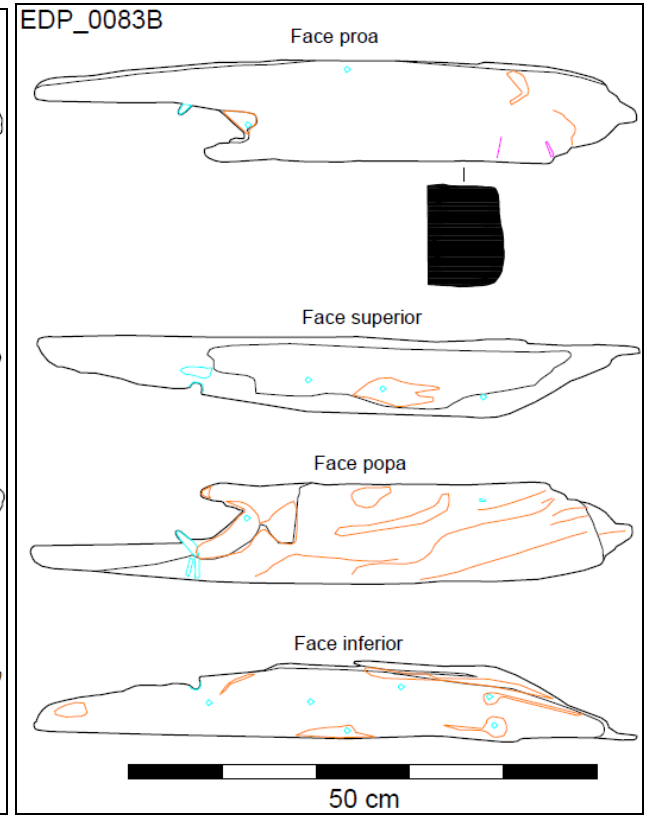 EDP_0083B
Face proa
Face superior
Face popa
Face inferior
50 cm